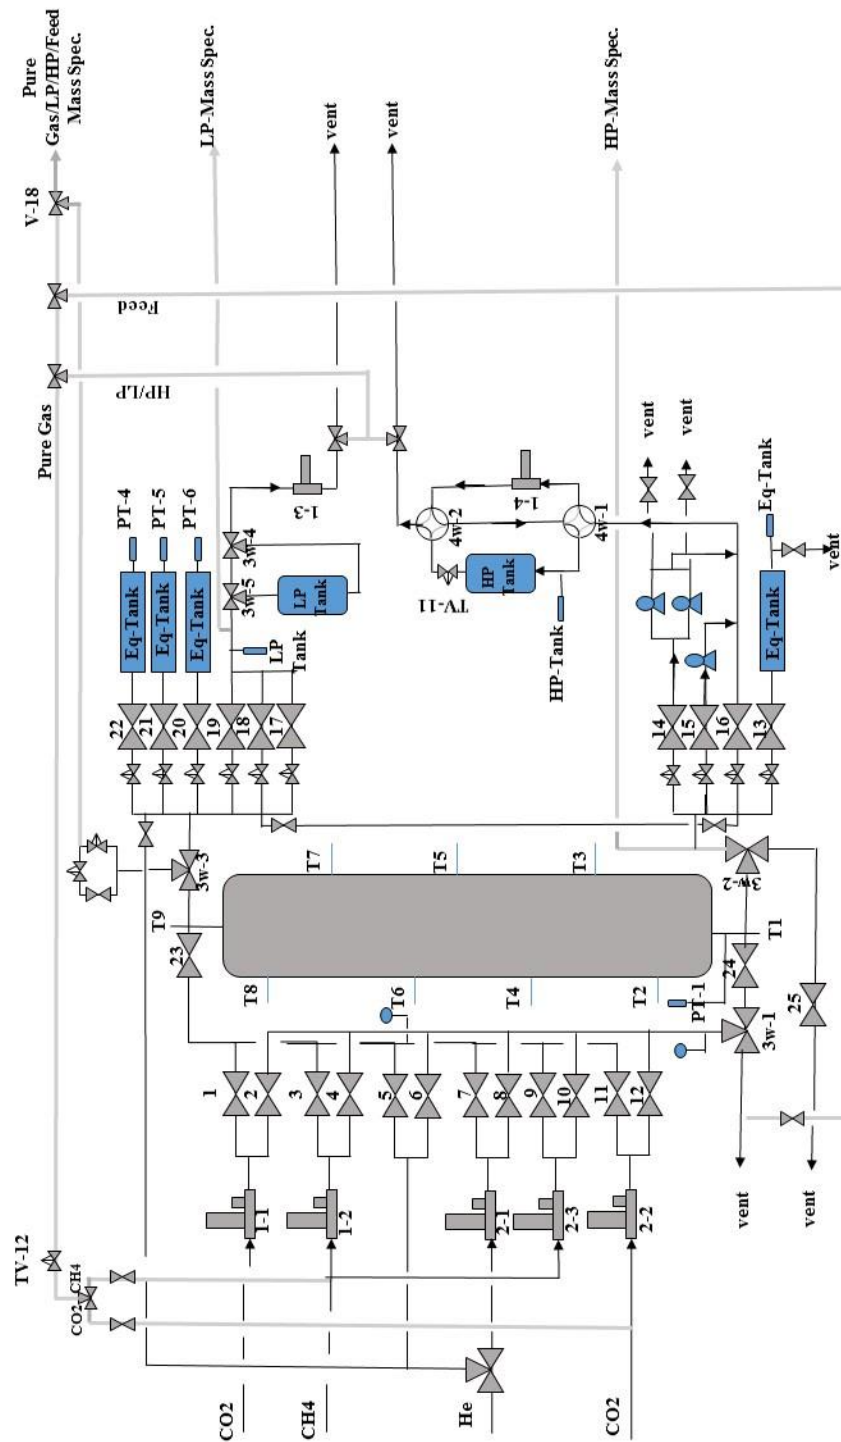 Pure
Gas/LP/HP/Feed
Mass Spec.
V-18
LP-Mass Spec.
vent
vent
HP-Mass Spec.
Feed
HP/LP
Pure Gas
PT-4
PT-5
PT-6
Eq-Tank
Eq-Tank
Eq-Tank
22
21
20
19
18
17
3w-4
3w-5
1-3
LP
Tank
LP
Tank
4w-2
1-4
4w-1
TV-11
HP
Tank
HP-Tank
vent
vent
Eq-Tank
Eq-Tank
vent
14
15
16
13
3w-3
3w-2
T9
T7
T5
T3
T1
23
T8
T6
T4
T2
PT-1
24
25
3w-1
1
2
3
4
5
6
7
8
9
10
11
12
1-1
1-2
2-1
2-3
2-2
vent
vent
TV-12
CH4
CO2
CO2
CH4
He
CO2